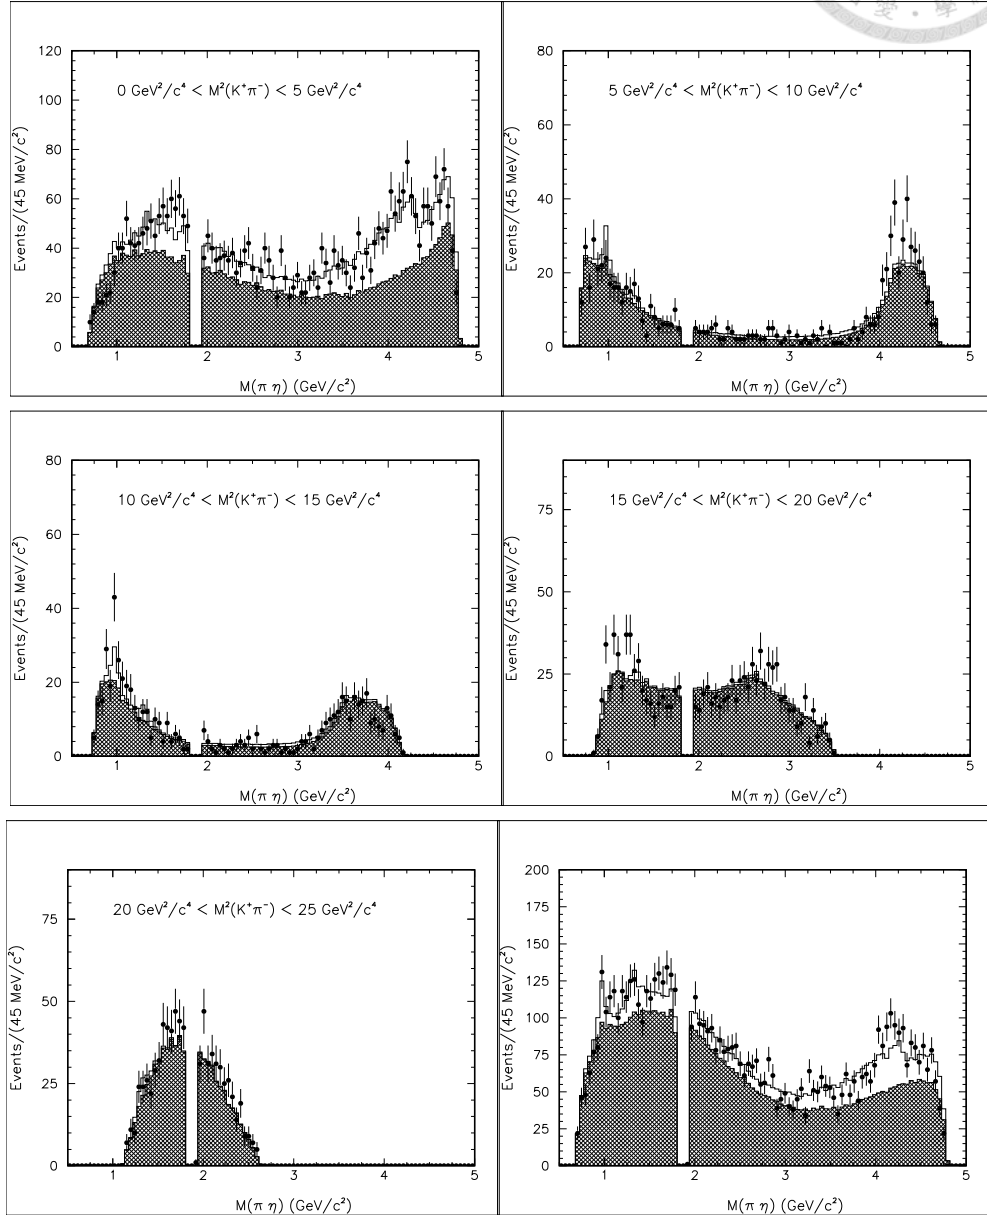 120
100
80
60
40
20
0
Events/(45 MeV/c²)
0 GeV²/c⁴ < M²(K⁺π⁻) < 5 GeV²/c⁴
1 2 3 4 5
M(π η) (GeV/c²)
愛 · 學
80
60
40
20
0
Events/(45 MeV/c²)
5 GeV²/c⁴ < M²(K⁺π⁻) < 10 GeV²/c⁴
1 2 3 4 5
M(π η) (GeV/c²)
80
60
40
20
0
Events/(45 MeV/c²)
10 GeV²/c⁴ < M²(K⁺π⁻) < 15 GeV²/c⁴
1 2 3 4 5
M(π η) (GeV/c²)
75
50
25
0
Events/(45 MeV/c²)
15 GeV²/c⁴ < M²(K⁺π⁻) < 20 GeV²/c⁴
1 2 3 4 5
M(π η) (GeV/c²)
75
50
25
0
Events/(45 MeV/c²)
20 GeV²/c⁴ < M²(K⁺π⁻) < 25 GeV²/c⁴
1 2 3 4 5
M(π η) (GeV/c²)
200
175
150
125
100
75
50
25
0
Events/(45 MeV/c²)
1 2 3 4 5
M(π η) (GeV/c²)